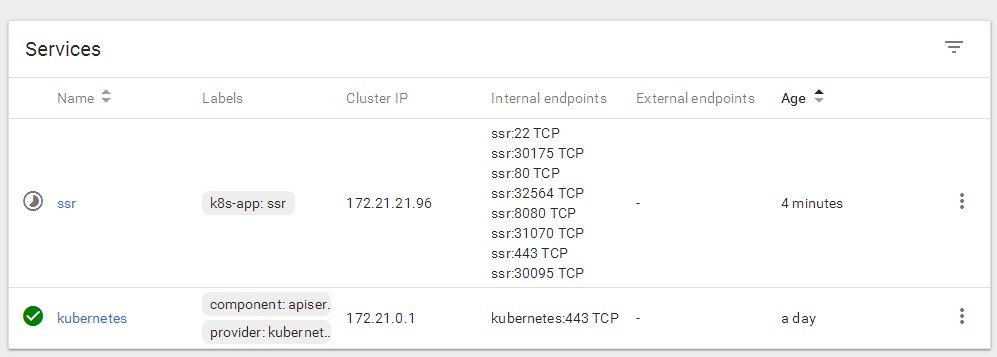 Services
Name Labels Cluster IP Internal endpoints External endpoints Age
ssr k8s-app: ssr 172.21.21.96 ssr:22 TCP - 4 minutes
ssr:30175 TCP
ssr:80 TCP
ssr:32564 TCP
ssr:8080 TCP
ssr:31070 TCP
ssr:443 TCP
ssr:30095 TCP
kubernetes component: apiser.. 172.21.0.1 kubernetes:443 TCP - a day
provider: kubernet..